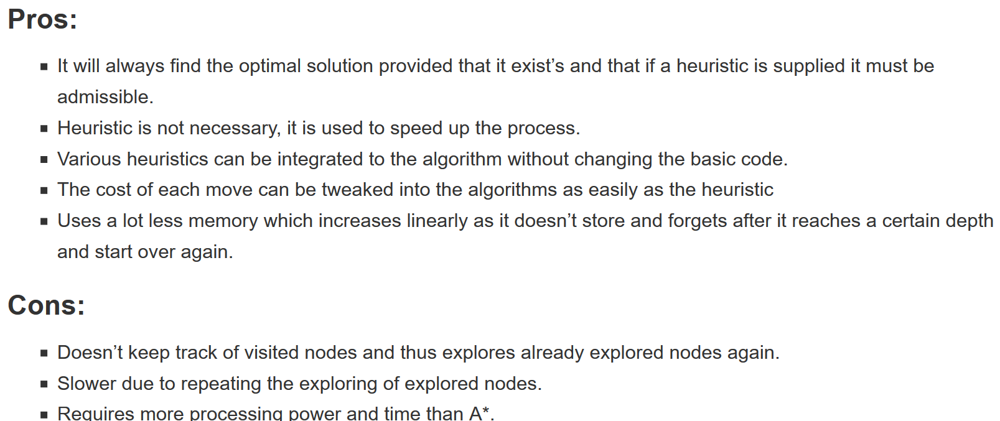 Pros:
It will always find the optimal solution provided that it exist’s and that if a heuristic is supplied it must be
admissible.
Heuristic is not necessary, it is used to speed up the process.
Various heuristics can be integrated to the algorithm without changing the basic code.
The cost of each move can be tweaked into the algorithms as easily as the heuristic
Uses a lot less memory which increases linearly as it doesn’t store and forgets after it reaches a certain depth
and start over again.
Cons:
Doesn’t keep track of visited nodes and thus explores already explored nodes again.
Slower due to repeating the exploring of explored nodes.
Requires more processing power and time than A*.